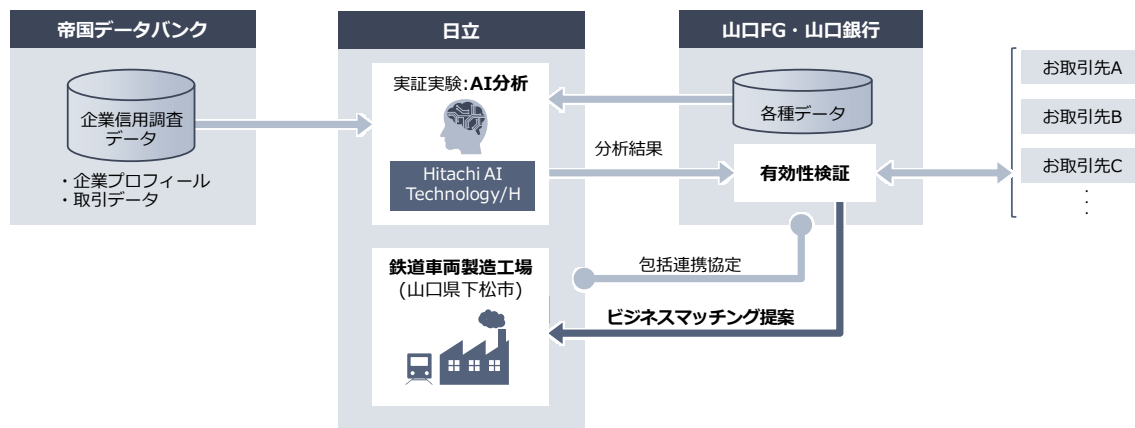 帝国データバンク
企業信用調査
データ
・企業プロフィール
・取引データ
日立
実証実験:AI分析
Hitachi AI
Technology/H
鉄道車両製造工場
(山口県下松市)
山口FG・山口銀行
各種データ
分析結果
有効性検証
包括連携協定
ビジネスマッチング提案
お取引先A
お取引先B
お取引先C
・
・
・